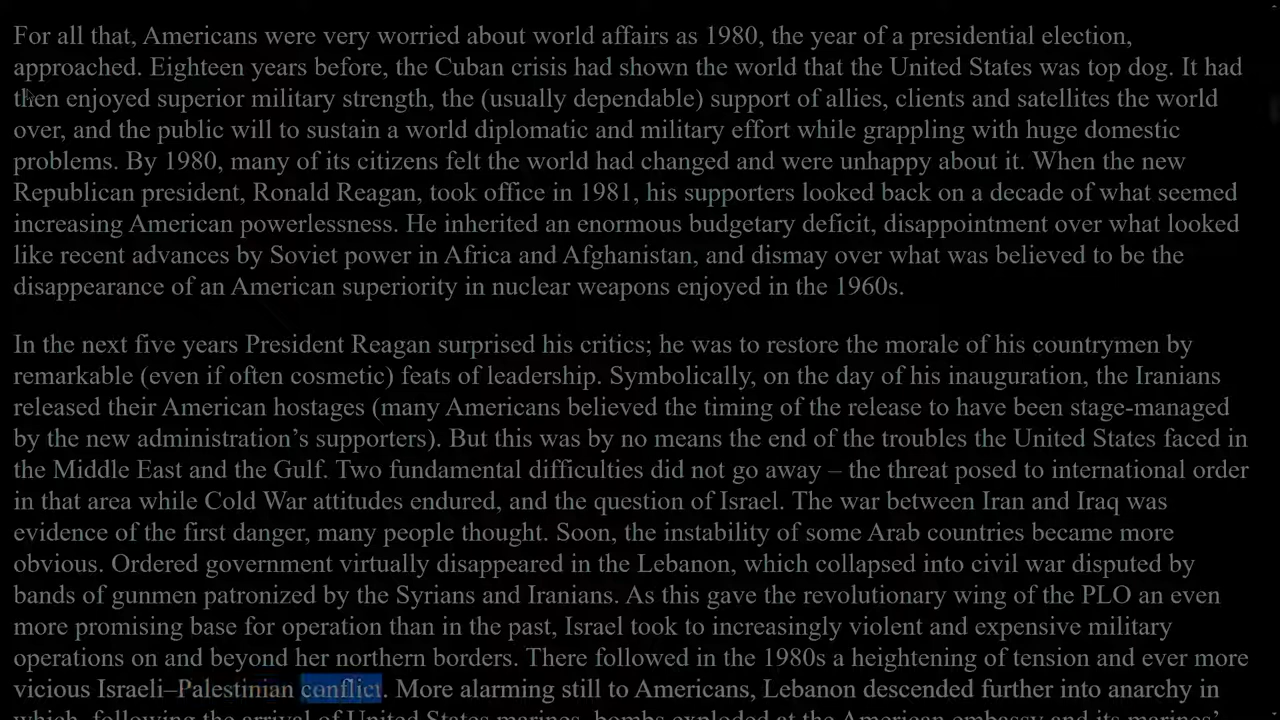 For all that, Americans were very worried about world affairs as 1980, the year of a presidential election,
approached. Eighteen years before, the Cuban crisis had shown the world that the United States was top dog. It had
then enjoyed superior military strength, the (usually dependable) support of allies, clients and satellites the world
over, and the public will to sustain a world diplomatic and military effort while grappling with huge domestic
problems. By 1980, many of its citizens felt the world had changed and were unhappy about it. When the new
Republican president, Ronald Reagan, took office in 1981, his supporters looked back on a decade of what seemed
increasing American powerlessness. He inherited an enormous budgetary deficit, disappointment over what looked
like recent advances by Soviet power in Africa and Afghanistan, and dismay over what was believed to be the
disappearance of an American superiority in nuclear weapons enjoyed in the 1960s.
In the next five years President Reagan surprised his critics; he was to restore the morale of his countrymen by
remarkable (even if often cosmetic) feats of leadership. Symbolically, on the day of his inauguration, the Iranians
released their American hostages (many Americans believed the timing of the release to have been stage-managed
by the new administration’s supporters). But this was by no means the end of the troubles the United States faced in
the Middle East and the Gulf. Two fundamental difficulties did not go away – the threat posed to international order
in that area while Cold War attitudes endured, and the question of Israel. The war between Iran and Iraq was
evidence of the first danger, many people thought. Soon, the instability of some Arab countries became more
obvious. Ordered government virtually disappeared in the Lebanon, which collapsed into civil war disputed by
bands of gunmen patronized by the Syrians and Iranians. As this gave the revolutionary wing of the PLO an even
more promising base for operation than in the past, Israel took to increasingly violent and expensive military
operations on and beyond her northern borders. There followed in the 1980s a heightening of tension and ever more
vicious Israeli–Palestinian conflict. More alarming still to Americans, Lebanon descended further into anarchy in
which, following the arrival of United States marines, bombs exploded at the American embassy and its marines’